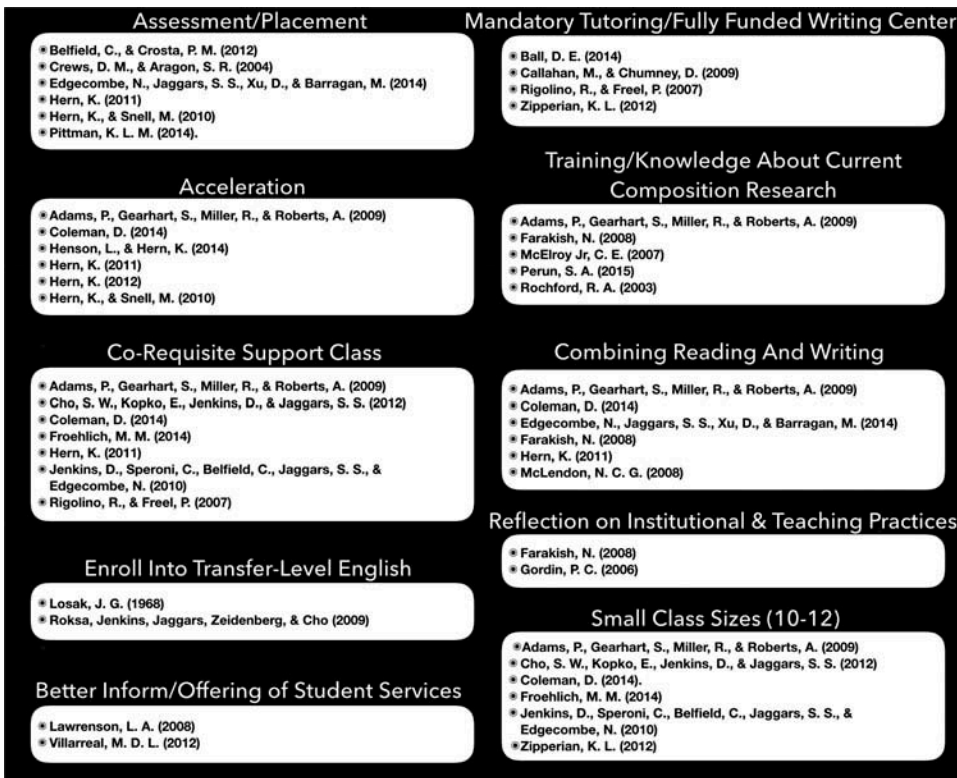 Assessment/Placement
Belfield, C., & Crosta, P. M. (2012)
Crews, D. M., & Aragon, S. R. (2004)
Edgecombe, N., Jaggars, S. S., Xu, D., & Barragan, M. (2014)
Hern, K. (2011)
Hern, K., & Snell, M. (2010)
Pittman, K. L. M. (2014).
Acceleration
Adams, P., Gearhart, S., Miller, R., & Roberts, A. (2009)
Coleman, D. (2014)
Henson, L., & Hern, K. (2014)
Hern, K. (2011)
Hern, K. (2012)
Hern, K., & Snell, M. (2010)
Co-Requisite Support Class
Adams, P., Gearhart, S., Miller, R., & Roberts, A. (2009)
Cho, S. W., Kopko, E., Jenkins, D., & Jaggars, S. S. (2012)
Coleman, D. (2014)
Froehlich, M. M. (2014)
Hern, K. (2011)
Jenkins, D., Speroni, C., Belfield, C., Jaggars, S. S., &
Edgecombe, N. (2010)
Rigolino, R., & Freel, P. (2007)
Enroll Into Transfer-Level English
Losak, J. G. (1968)
Roksa, Jenkins, Jaggars, Zeidenberg, & Cho (2009)
Better Inform/Offering of Student Services
Lawrenson, L. A. (2008)
Villarreal, M. D. L. (2012)
Mandatory Tutoring/Fully Funded Writing Center
Ball, D. E. (2014)
Callahan, M., & Chumney, D. (2009)
Rigolino, R., & Freel, P. (2007)
Zipperian, K. L. (2012)
Training/Knowledge About Current
Composition Research
Adams, P., Gearhart, S., Miller, R., & Roberts, A. (2009)
Farakish, N. (2008)
McElroy Jr, C. E. (2007)
Perun, S. A. (2015)
Rochford, R. A. (2003)
Combining Reading And Writing
Adams, P., Gearhart, S., Miller, R., & Roberts, A. (2009)
Coleman, D. (2014)
Edgecombe, N., Jaggars, S. S., Xu, D., & Barragan, M. (2014)
Farakish, N. (2008)
Hern, K. (2011)
McLendon, N. C. G. (2008)
Reflection on Institutional & Teaching Practices
Farakish, N. (2008)
Gordin, P. C. (2006)
Small Class Sizes (10-12)
Adams, P., Gearhart, S., Miller, R., & Roberts, A. (2009)
Cho, S. W., Kopko, E., Jenkins, D., & Jaggars, S. S. (2012)
Coleman, D. (2014).
Froehlich, M. M. (2014)
Jenkins, D., Speroni, C., Belfield, C., Jaggars, S. S., &
Edgecombe, N. (2010)
Zipperian, K. L. (2012)